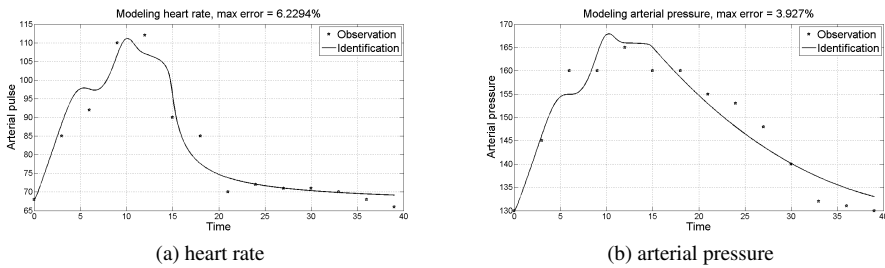 Modeling heart rate, max error = 6.2294%
115
110
105
100
95
90
85
80
75
70
65
Arterial pulse
Observation
Identification
0 5 10 15 20 25 30 35 40
Time
(a) heart rate
Modeling arterial pressure, max error = 3.927%
170
165
160
155
150
145
140
135
130
Arterial pressure
Observation
Identification
0 5 10 15 20 25 30 35 40
Time
(b) arterial pressure